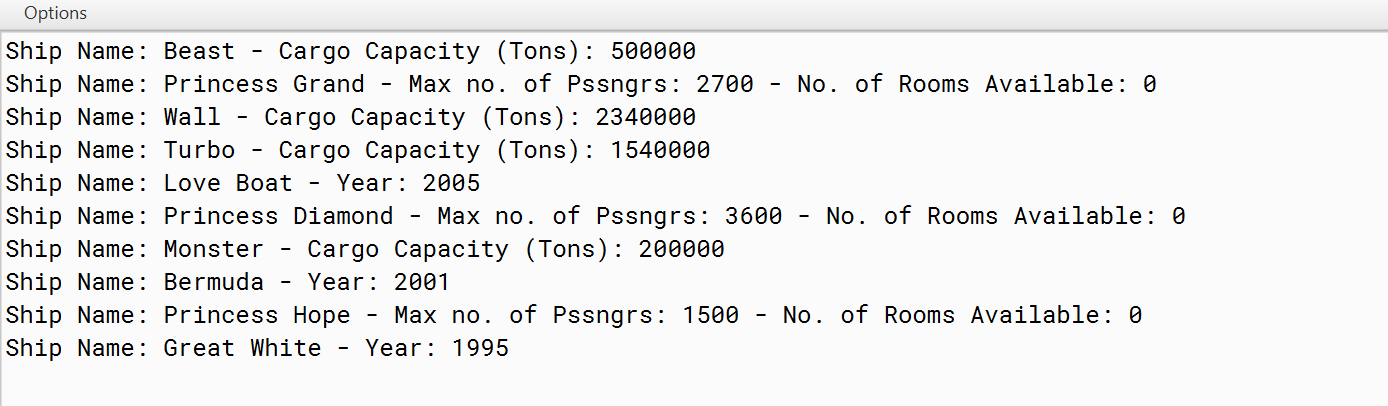 Options
Ship Name: Beast - Cargo Capacity (Tons): 500000
Ship Name: Princess Grand - Max no. of Pssngrs: 2700 - No. of Rooms Available: 0
Ship Name: Wall - Cargo Capacity (Tons): 2340000
Ship Name: Turbo - Cargo Capacity (Tons): 1540000
Ship Name: Love Boat - Year: 2005
Ship Name: Princess Diamond - Max no. of Pssngrs: 3600 - No. of Rooms Available: 0
Ship Name: Monster - Cargo Capacity (Tons): 200000
Ship Name: Bermuda - Year: 2001
Ship Name: Princess Hope - Max no. of Pssngrs: 1500 - No. of Rooms Available: 0
Ship Name: Great White - Year: 1995